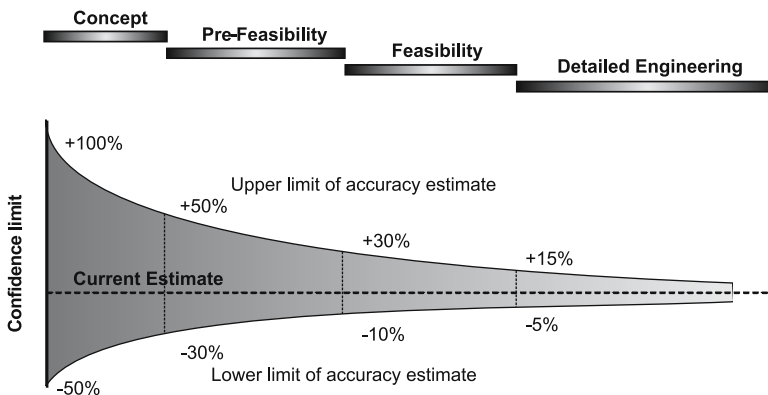 Concept
Pre-Feasibility
Feasibility
Detailed Engineering
+100%
Upper limit of accuracy estimate
+50%
+30%
+15%
Confidence limit
Current Estimate
-50%
-30%
-10%
-5%
Lower limit of accuracy estimate